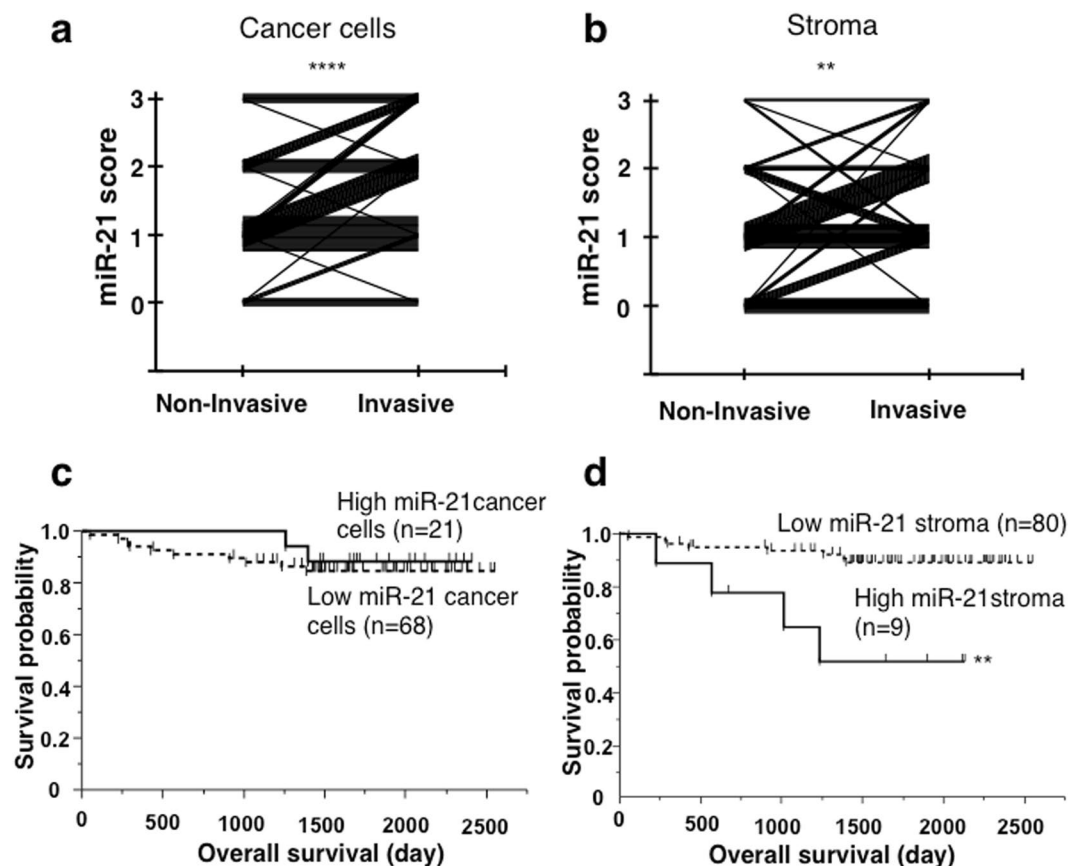 a
Cancer cells
****
miR-21 score
3
2
1
0
Non-Invasive Invasive
b
Stroma
**
miR-21 score
3
2
1
0
Non-Invasive Invasive
c
High miR-21cancer
cells (n=21)
Low miR-21 cancer
cells (n=68)
Survival probability
1.0
0.8
0.6
0.4
0.2
0
0 500 1000 1500 2000 2500
Overall survival (day)
d
Low miR-21 stroma (n=80)
High miR-21stroma
(n=9)
**
Survival probability
1.0
0.8
0.6
0.4
0.2
0
0 500 1000 1500 2000 2500
Overall survival (day)